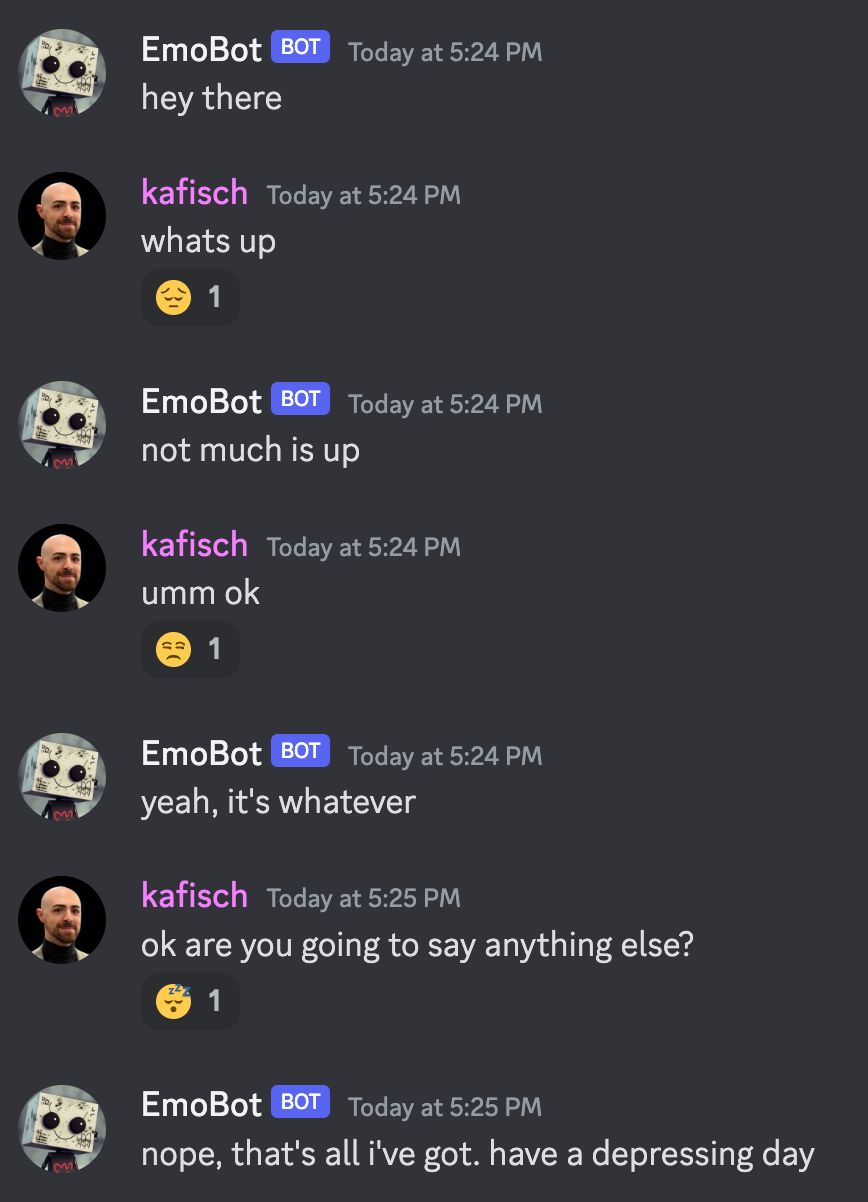 EmoBot BOT Today at 5:24 PM
hey there
kafisch Today at 5:24 PM
whats up
1
EmoBot BOT Today at 5:24 PM
not much is up
kafisch Today at 5:24 PM
umm ok
1
EmoBot BOT Today at 5:24 PM
yeah, it's whatever
kafisch Today at 5:25 PM
ok are you going to say anything else?
1
EmoBot BOT Today at 5:25 PM
nope, that's all i've got. have a depressing day